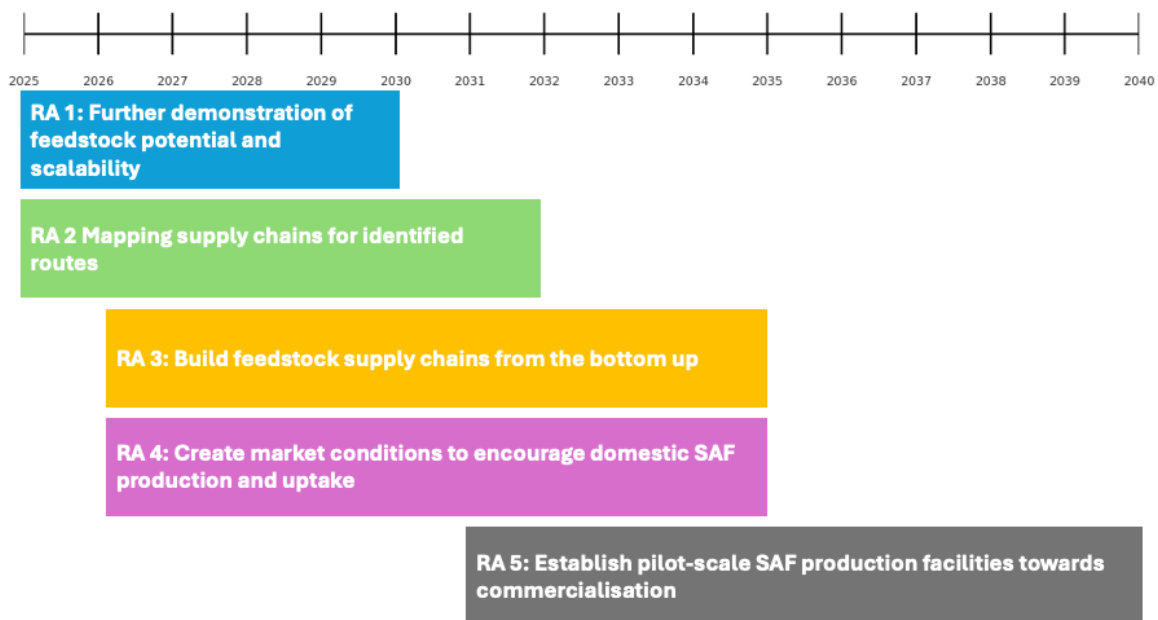 2025 2026 2027 2028 2029 2030 2031 2032 2033 2034 2035 2036 2037 2038 2039 2040
RA 1: Further demonstration of
feedstock potential and
scalability
RA 2 Mapping supply chains for identified
routes
RA 3: Build feedstock supply chains from the bottom up
RA 4: Create market conditions to encourage domestic SAF
production and uptake
RA 5: Establish pilot-scale SAF production facilities towards
commercialisation